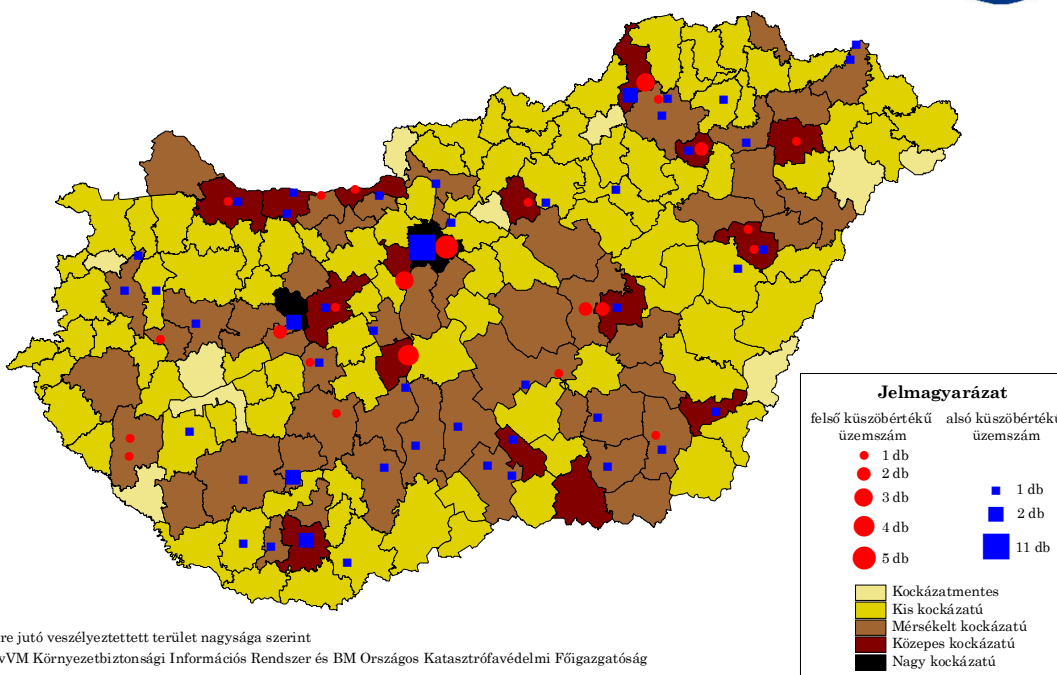 Jelmagyarázat
felső küszöbértékű alsó küszöbértékű
üzemszám üzemszám
1 db
2 db
3 db
4 db
5 db
1 db
2 db
11 db
Kockázatmentes
Kis kockázatú
Mérsékelt kockázatú
Közepes kockázatú
Nagy kockázatú
re jutó veszélyeztettett terület nagysága szerint
vVM Környezetbiztonsági Információs Rendszer és BM Országos Katasztrófavédelmi Főigazgatóság